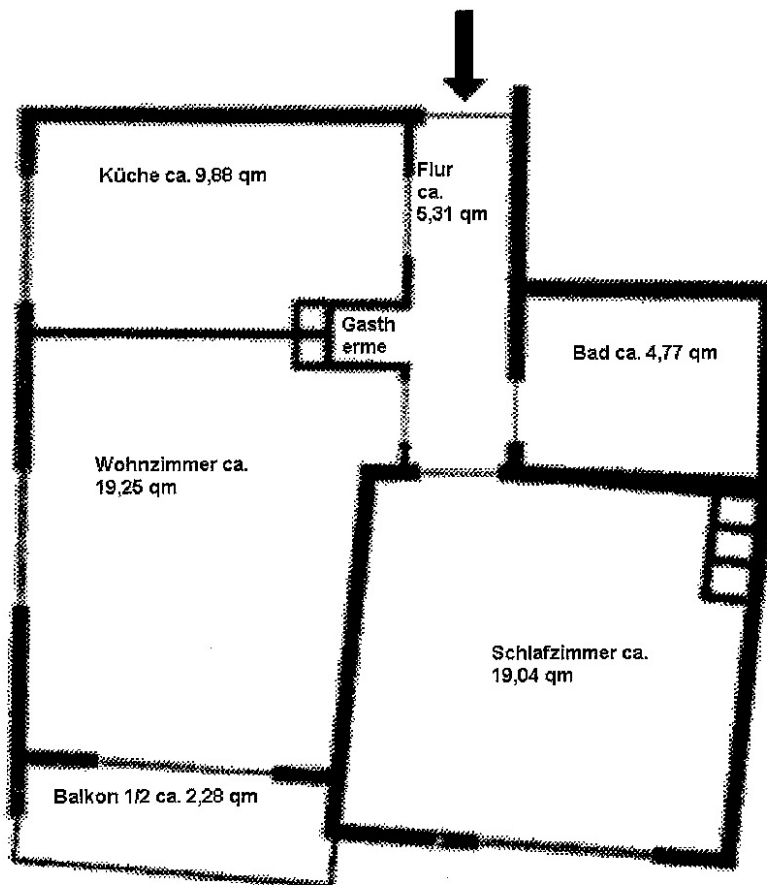 Küche ca. 9,88 qm
Flur
ca.
5,31 qm
Gasth
erme
Bad ca. 4,77 qm
Wohnzimmer ca.
19,25 qm
Schlafzimmer ca.
19,04 qm
Balkon 1/2 ca. 2,28 qm